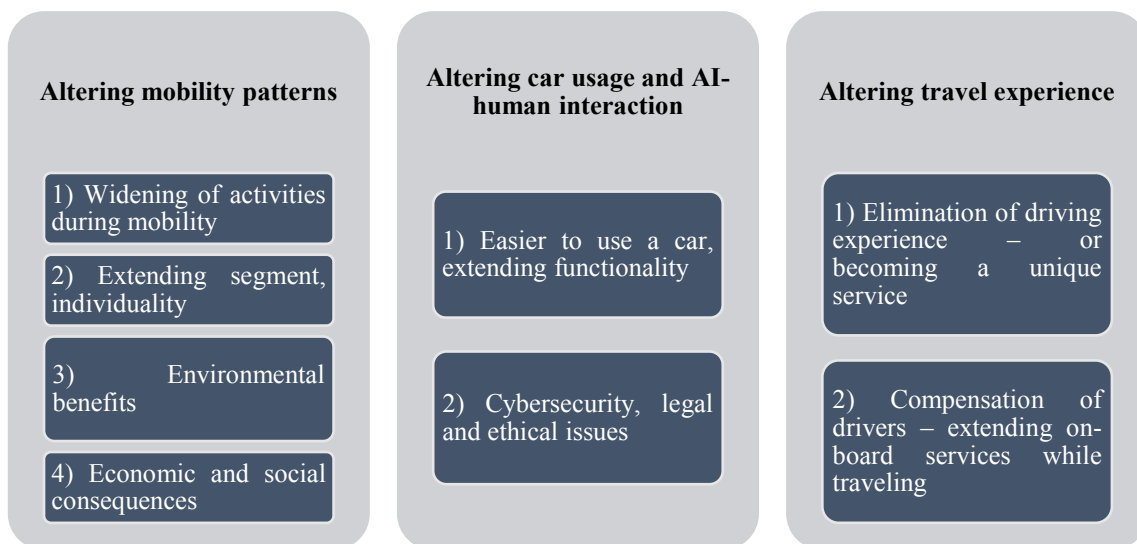 Altering mobility patterns
1) Widening of activities
during mobility
2) Extending segment,
individuality
3) Environmental
benefits
4) Economic and social
consequences
Altering car usage and AI-
human interaction
1) Easier to use a car,
extending functionality
2) Cybersecurity, legal
and ethical issues
Altering travel experience
1) Elimination of driving
experience – or
becoming a unique
service
2) Compensation of
drivers – extending on-
board services while
traveling